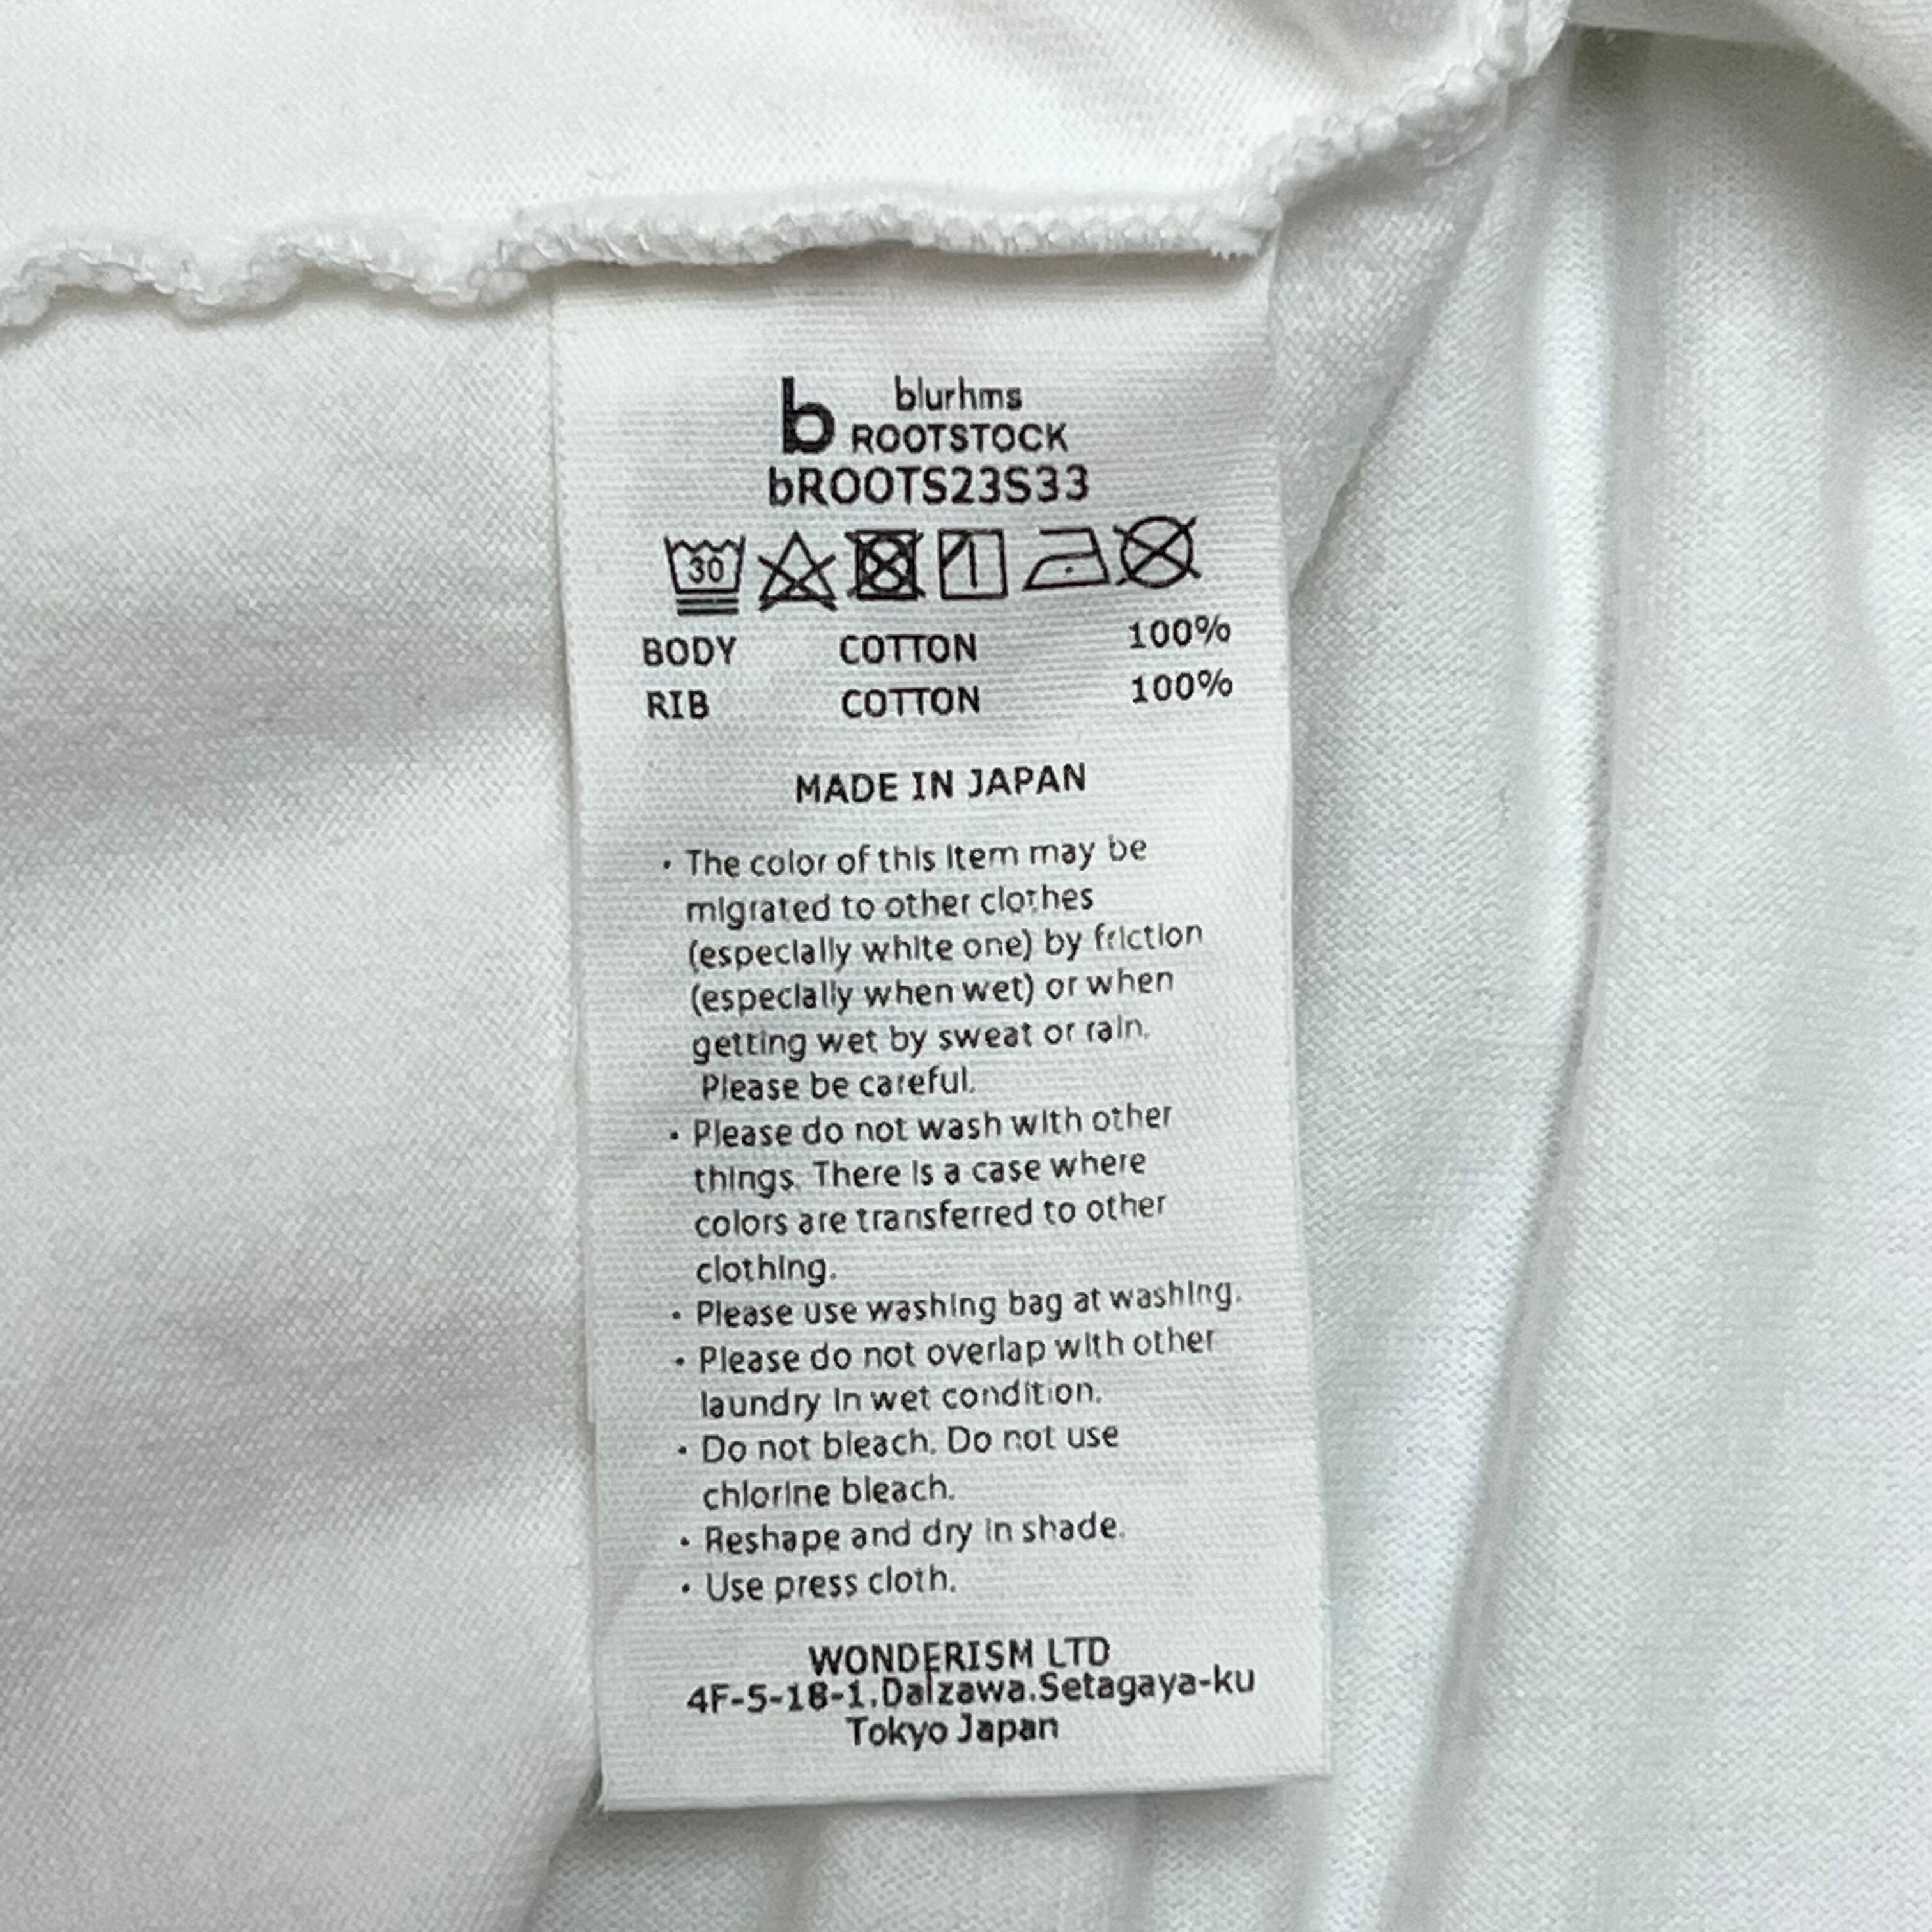 b blurhms
ROOTSTOCK
bROOTS23S33
30
BODY COTTON 100%
RIB COTTON 100%
MADE IN JAPAN
・The color of this item may be
migrated to other clothes
(especially white one) by friction
(especially when wet) or when
getting wet by sweat or rain.
Please be careful.
・Please do not wash with other
things. There is a case where
colors are transferred to other
clothing.
・Please use washing bag at washing.
・Please do not overlap with other
laundry in wet condition.
・Do not bleach. Do not use
chlorine bleach.
・Reshape and dry in shade.
・Use press cloth.
WONDERISM LTD
4F-5-18-1.Daizawa.Setagaya-ku
Tokyo Japan